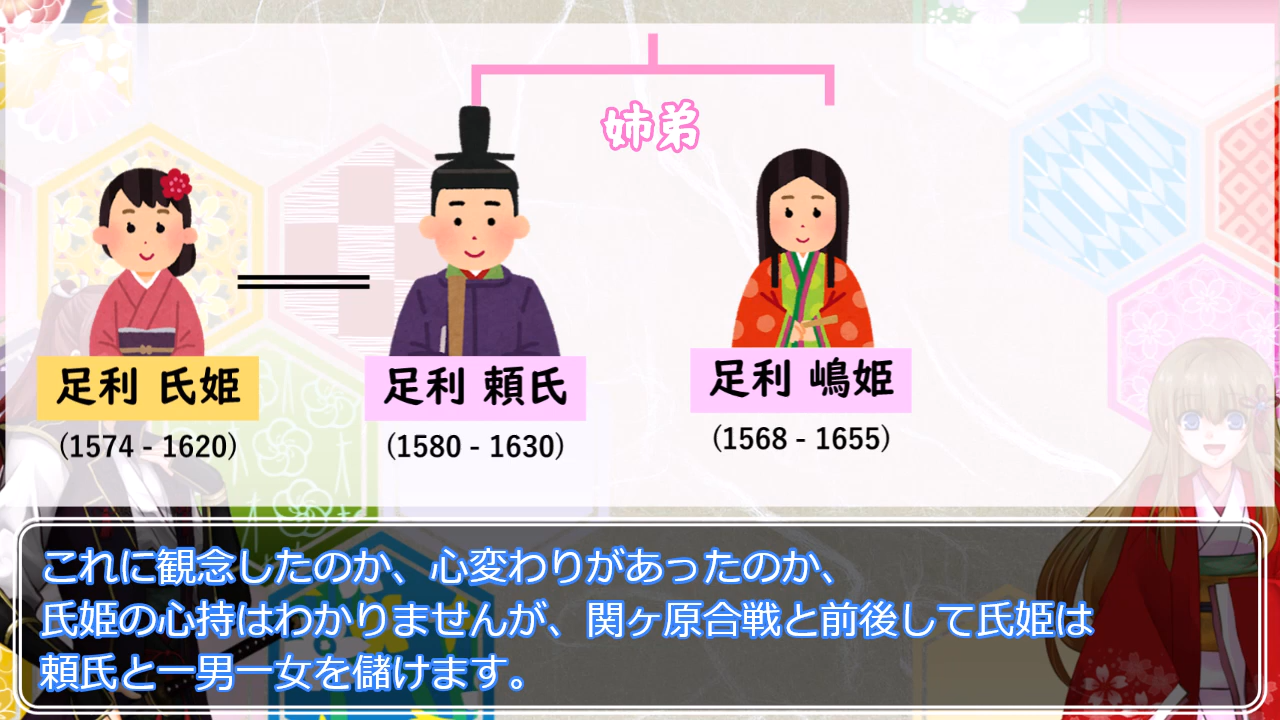 姉弟
足利 氏姫
足利 頼氏
足利 嶋姫
(1574 - 1620)
(1580 - 1630)
(1568 - 1655)
これに観念したのか、心変わりがあったのか、
氏姫の心持はわかりませんが、関ヶ原合戦と前後して氏姫は
頼氏と一男一女を儲けます。